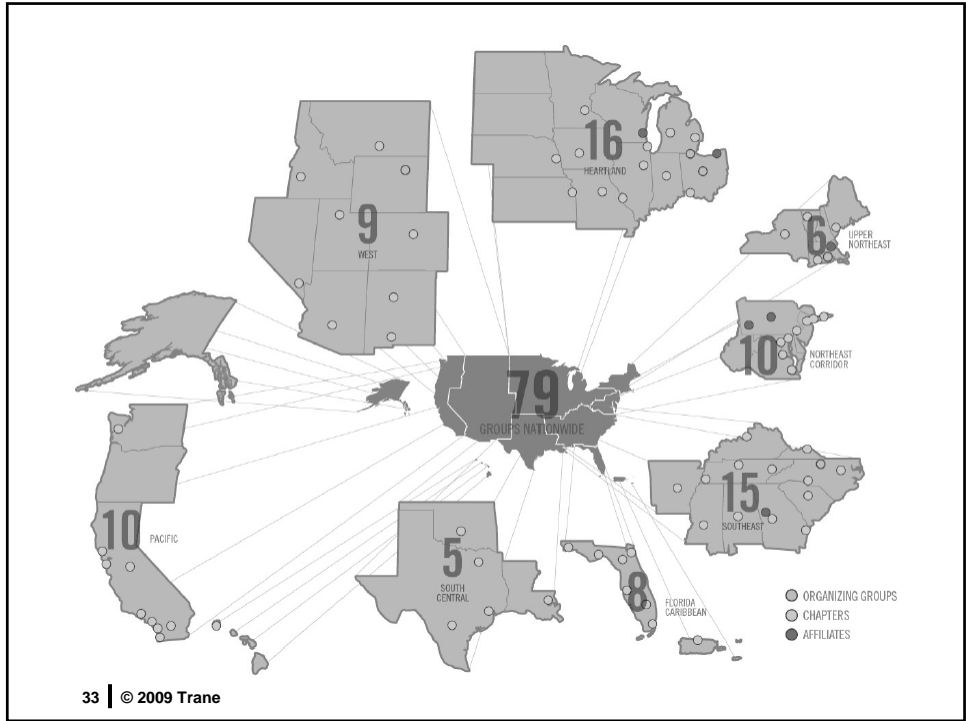 16
HEARTLAND
9
WEST
6
UPPER
NORTHEAST
10
NORTHEAST
CORRIDOR
79
GROUPS NATIONWIDE
15
SOUTHEAST
10
PACIFIC
5
SOUTH
CENTRAL
8
FLORIDA
CARIBBEAN
ORGANIZING GROUPS
CHAPTERS
AFFILIATES
33 © 2009 Trane